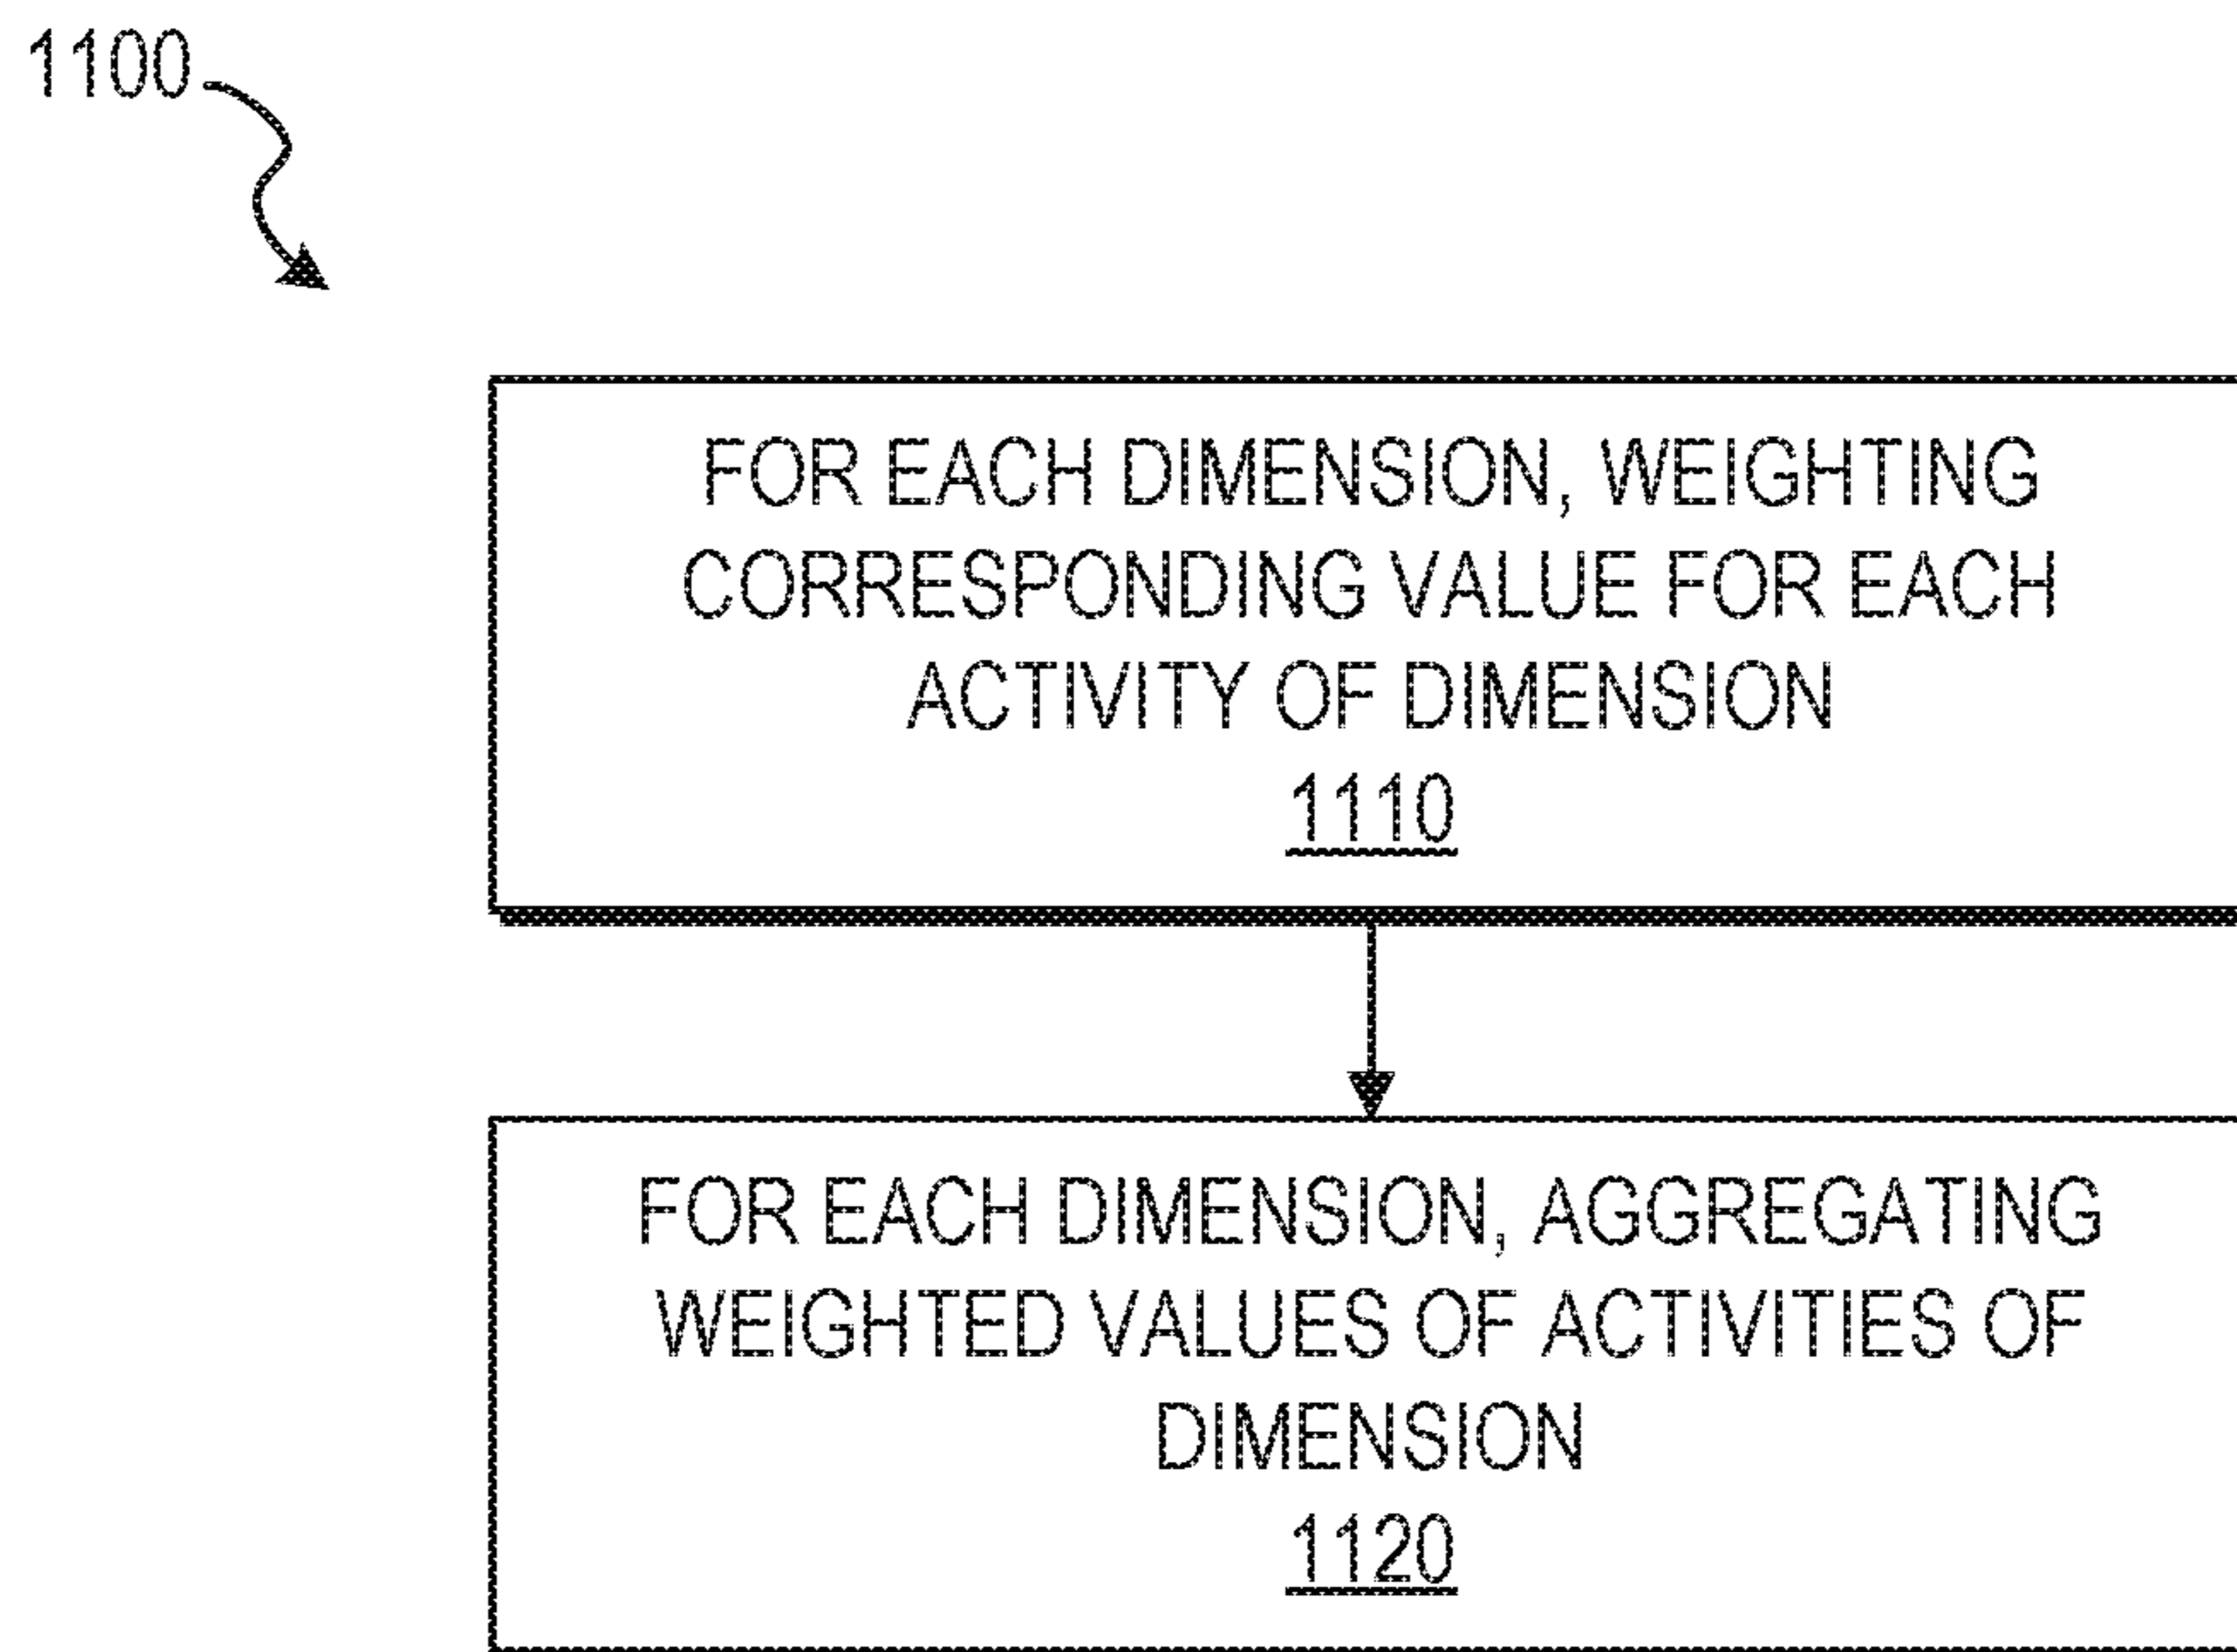 1100
FOR EACH DIMENSION, WEIGHTING
CORRESPONDING VALUE FOR EACH
ACTIVITY OF DIMENSION
1110
FOR EACH DIMENSION, AGGREGATING
WEIGHTED VALUES OF ACTIVITIES OF
DIMENSION
1120